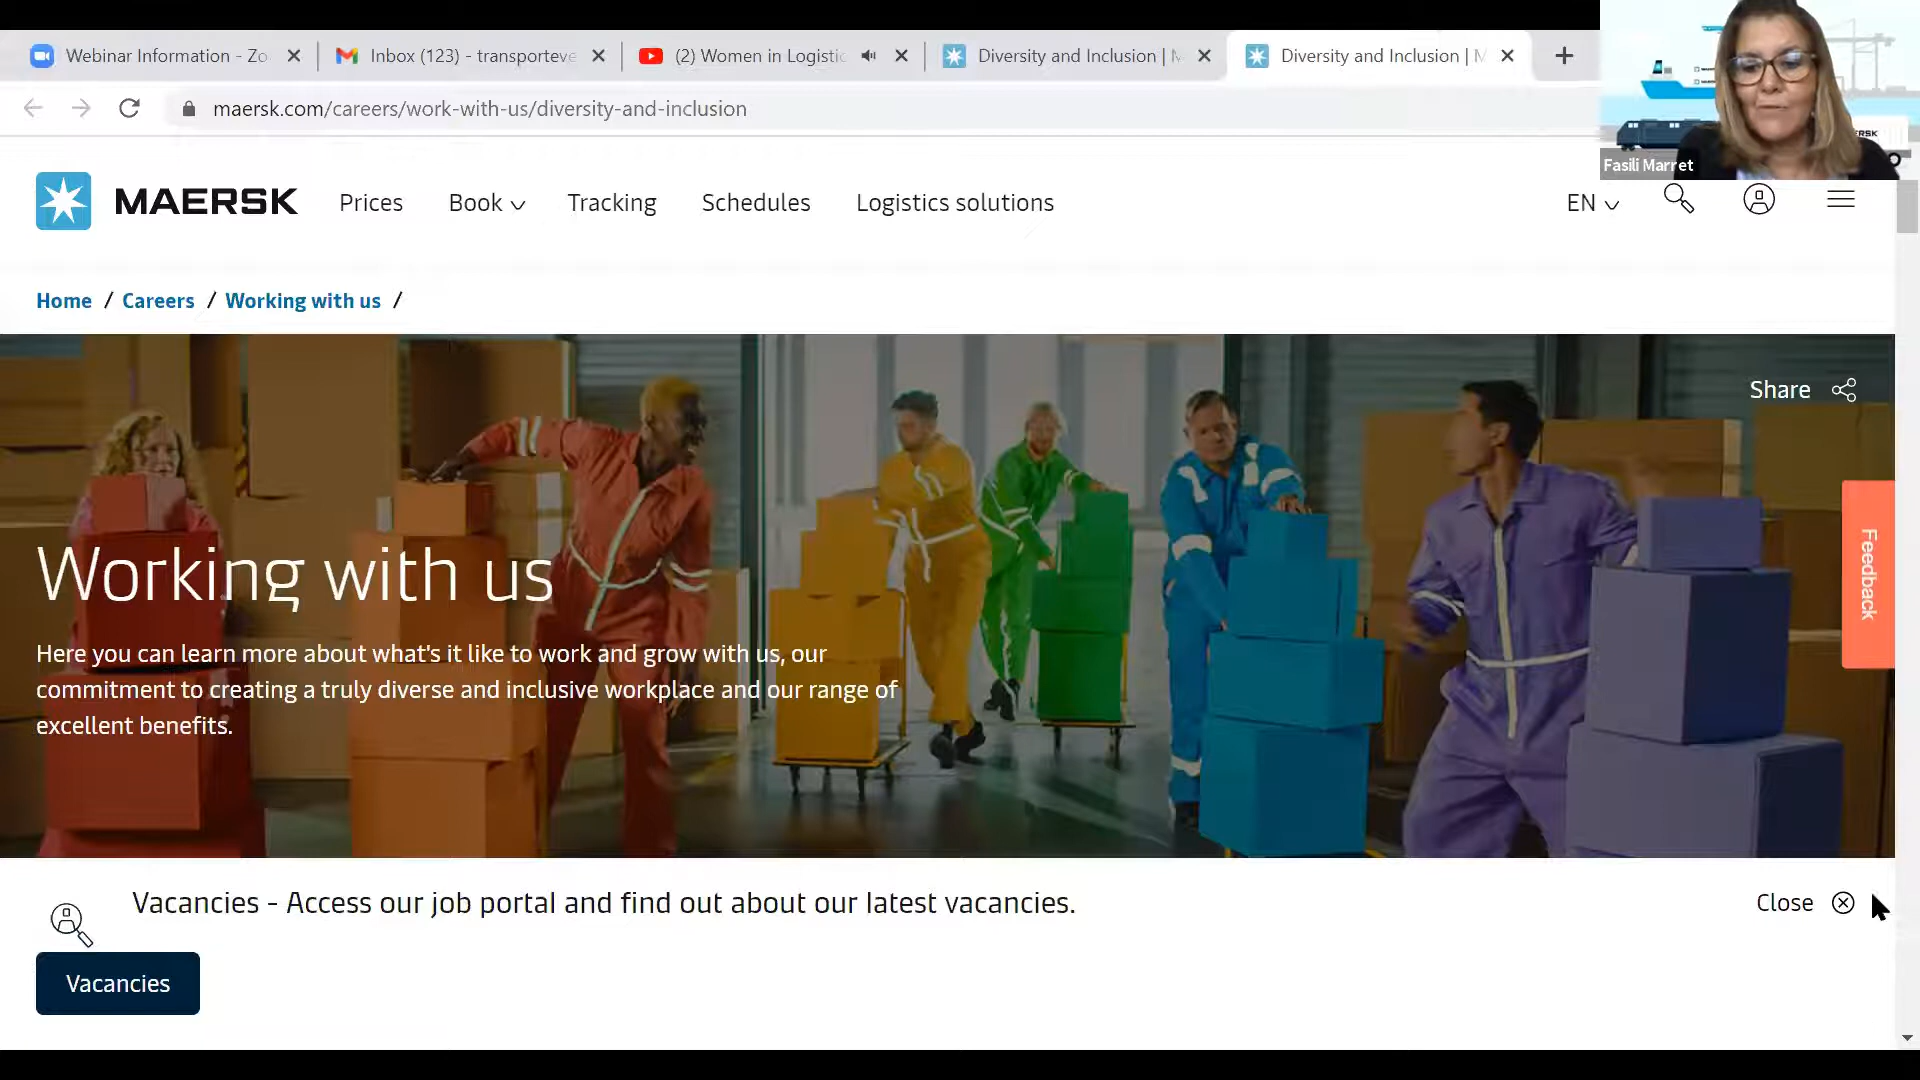 Webinar Information - Zo
Inbox (123) - transporteve
(2) Women in Logistic
Diversity and Inclusion | M
Diversity and Inclusion | M
maersk.com/careers/work-with-us/diversity-and-inclusion
Fasili Marret
MAERSK
Prices
Book
Tracking
Schedules
Logistics solutions
EN
Home / Careers / Working with us /
Share
Feedback
Working with us
Here you can learn more about what's it like to work and grow with us, our
commitment to creating a truly diverse and inclusive workplace and our range of
excellent benefits.
Vacancies - Access our job portal and find out about our latest vacancies.
Close
Vacancies